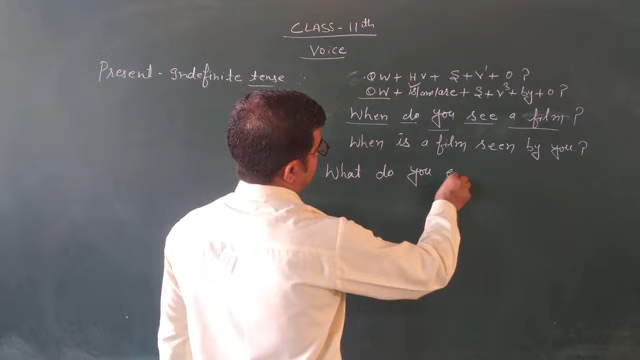 CLASS - 11th
Voice
Present - Indefinite tense :
QW + HV + S + V¹ + O ?
QW + is/am/are + S + V³ + by + O ?
When do you see a film ?
When is a film seen by you ?
What do you